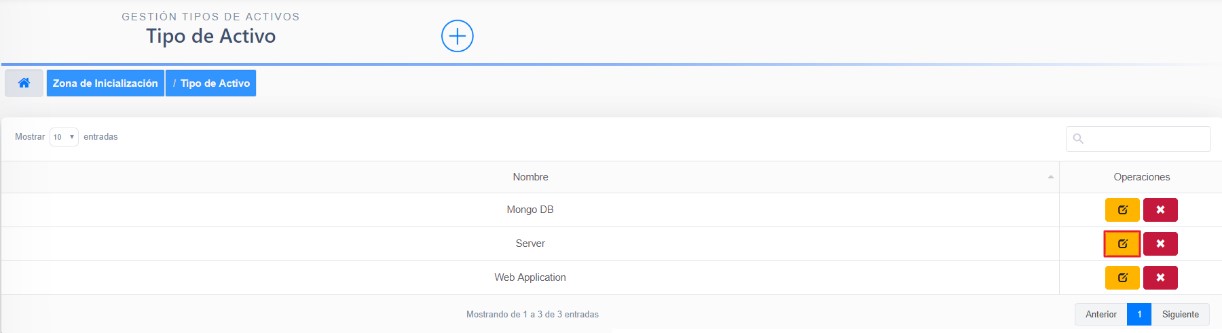 GESTIÓN TIPOS DE ACTIVOS
Tipo de Activo
Zona de Inicialización / Tipo de Activo
Mostrar 10 entradas
Nombre Operaciones
Mongo DB
Server
Web Application
Mostrando de 1 a 3 de 3 entradas Anterior 1 Siguiente